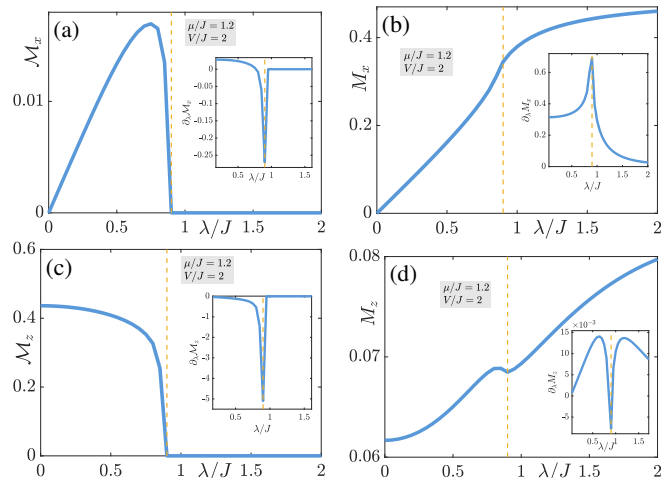 (a)
μ/J = 1.2
V/J = 2
ℳx
0.01
0
0
0.5
1
1.5
2
λ/J
0
-0.05
-0.1
-0.15
-0.20
-0.25
∂λℳx
0.5
1
1.5
λ/J
(b)
μ/J = 1.2
V/J = 2
Mx
0.4
0.2
0
0
0.5
1
1.5
2
λ/J
0.6
0.4
0.2
0
∂λMx
0
0.5
1
1.5
2
λ/J
(c)
μ/J = 1.2
V/J = 2
ℳz
0.6
0.4
0.2
0
0
0.5
1
1.5
2
λ/J
0
-1
-2
-3
-4
-5
∂λℳz
0.5
1
1.5
λ/J
(d)
μ/J = 1.2
V/J = 2
Mz
0.08
0.07
0.06
0
0.5
1
1.5
2
λ/J
×10⁻³
15
10
5
0
-5
∂λMz
0.5
1
1.5
λ/J